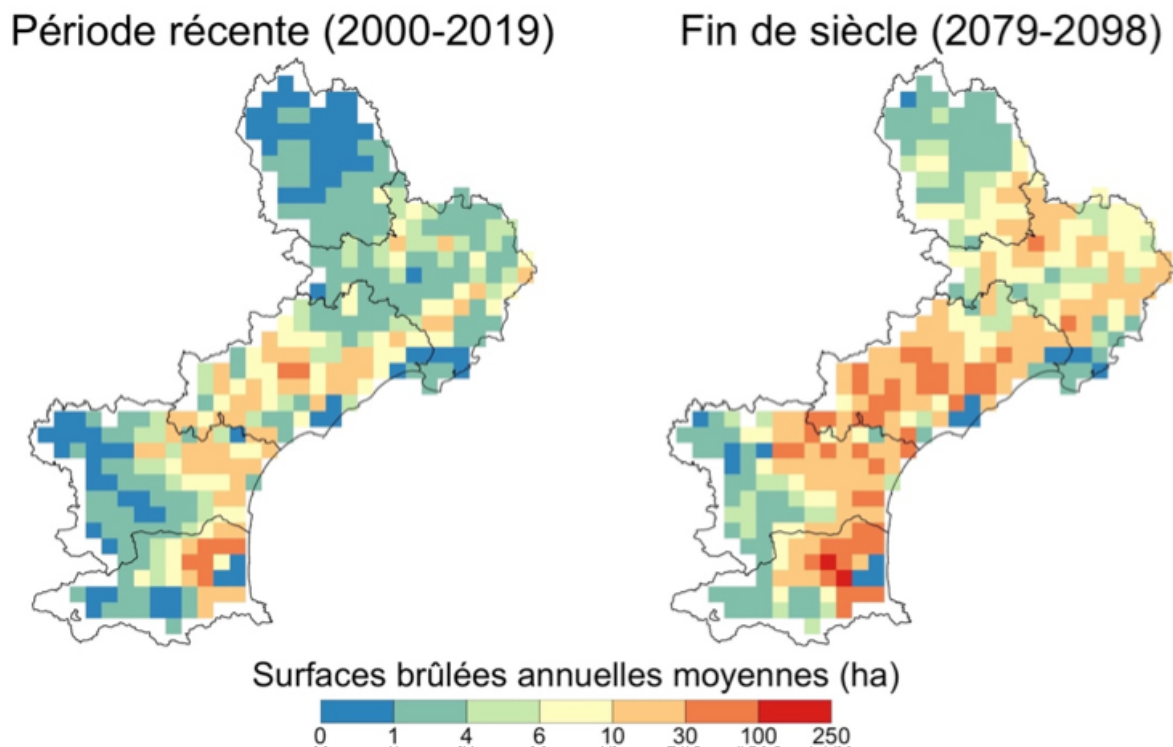 Période récente (2000-2019)
Fin de siècle (2079-2098)
Surfaces brûlées annuelles moyennes (ha)
0 1 4 6 10 30 100 250